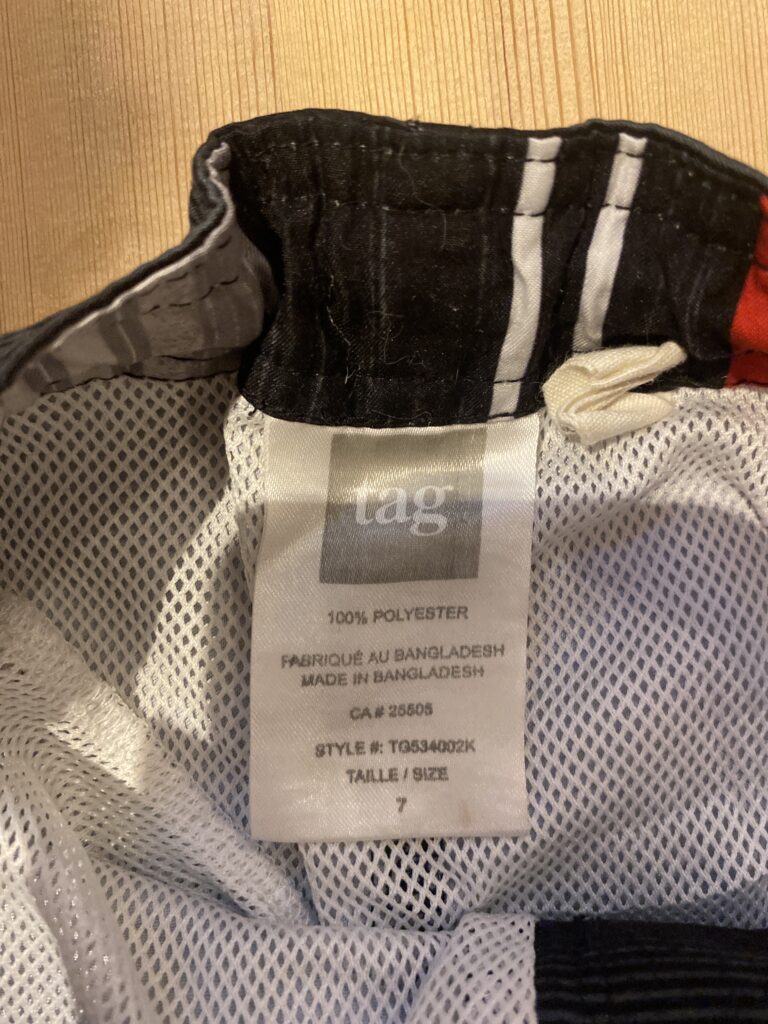 tag
100% POLYESTER
FABRIQUÉ AU BANGLADESH
MADE IN BANGLADESH
CA # 25505
STYLE #: TG534002K
TAILLE / SIZE
7